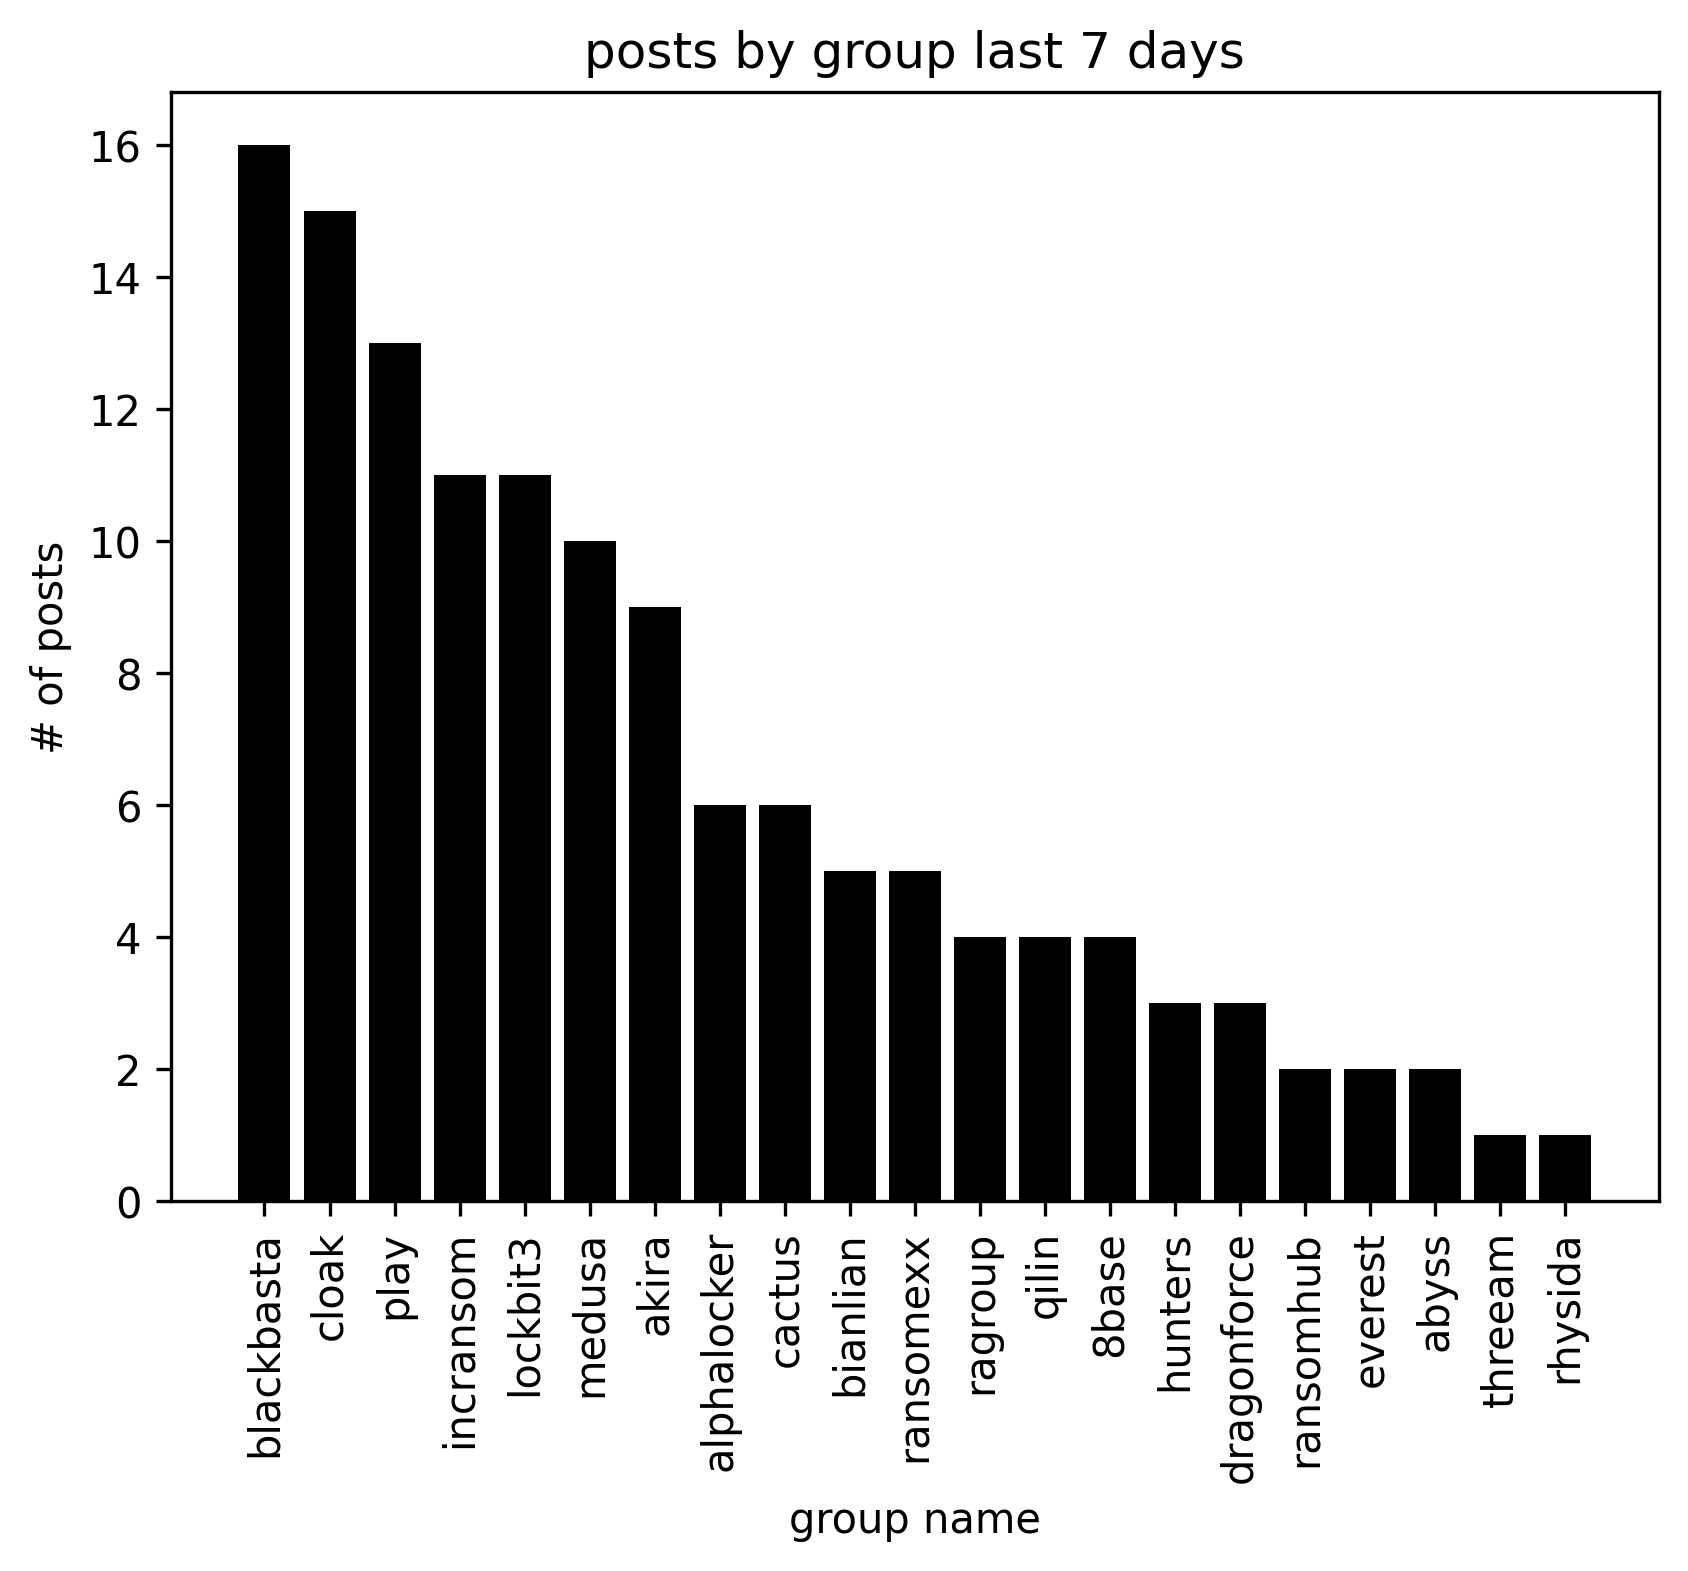 posts by group last 7 days
16
14
12
10
8
6
4
2
0
# of posts
blackbasta
cloak
play
incransom
lockbit3
medusa
akira
alphalocker
cactus
bianlian
ransomexx
ragroup
qilin
8base
hunters
dragonforce
ransomhub
everest
abyss
threeam
rhysida
group name